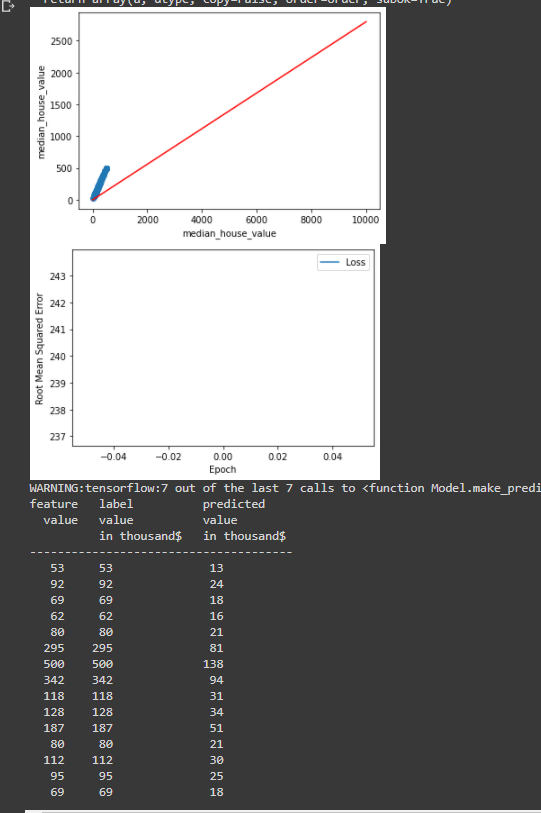 return array(a, dtype, copy=False, order=order, subok=True)
2500
2000
1500
1000
500
0
median_house_value
0 2000 4000 6000 8000 10000
median_house_value
Loss
243
242
241
240
239
238
237
Root Mean Squared Error
−0.04 −0.02 0.00 0.02 0.04
Epoch
WARNING:tensorflow:7 out of the last 7 calls to <function Model.make_predi
feature label predicted
value value value
in thousand$ in thousand$
--------------------------------------
53 53 13
92 92 24
69 69 18
62 62 16
80 80 21
295 295 81
500 500 138
342 342 94
118 118 31
128 128 34
187 187 51
80 80 21
112 112 30
95 95 25
69 69 18